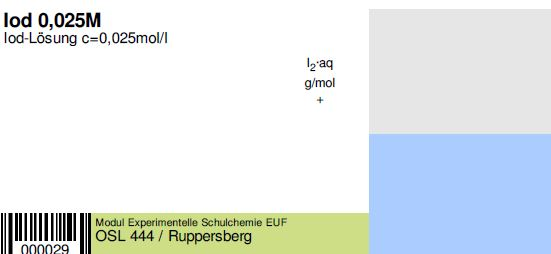 Iod 0,025M
Iod-Lösung c=0,025mol/l
I₂·aq
g/mol
+
Modul Experimentelle Schulchemie EUF
OSL 444 / Ruppersberg
000029